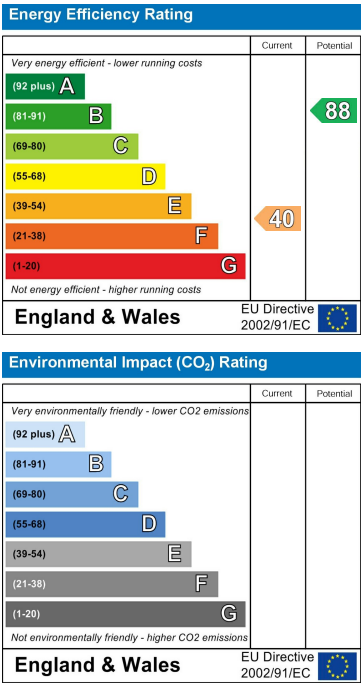 Energy Efficiency Rating
Current Potential
Very energy efficient - lower running costs
(92 plus) A
(81-91) B
88
(69-80) C
(55-68) D
(39-54) E
40
(21-38) F
(1-20) G
Not energy efficient - higher running costs
England & Wales
EU Directive
2002/91/EC
Environmental Impact (CO₂) Rating
Current Potential
Very environmentally friendly - lower CO2 emissions
(92 plus) A
(81-91) B
(69-80) C
(55-68) D
(39-54) E
(21-38) F
(1-20) G
Not environmentally friendly - higher CO2 emissions
England & Wales
EU Directive
2002/91/EC